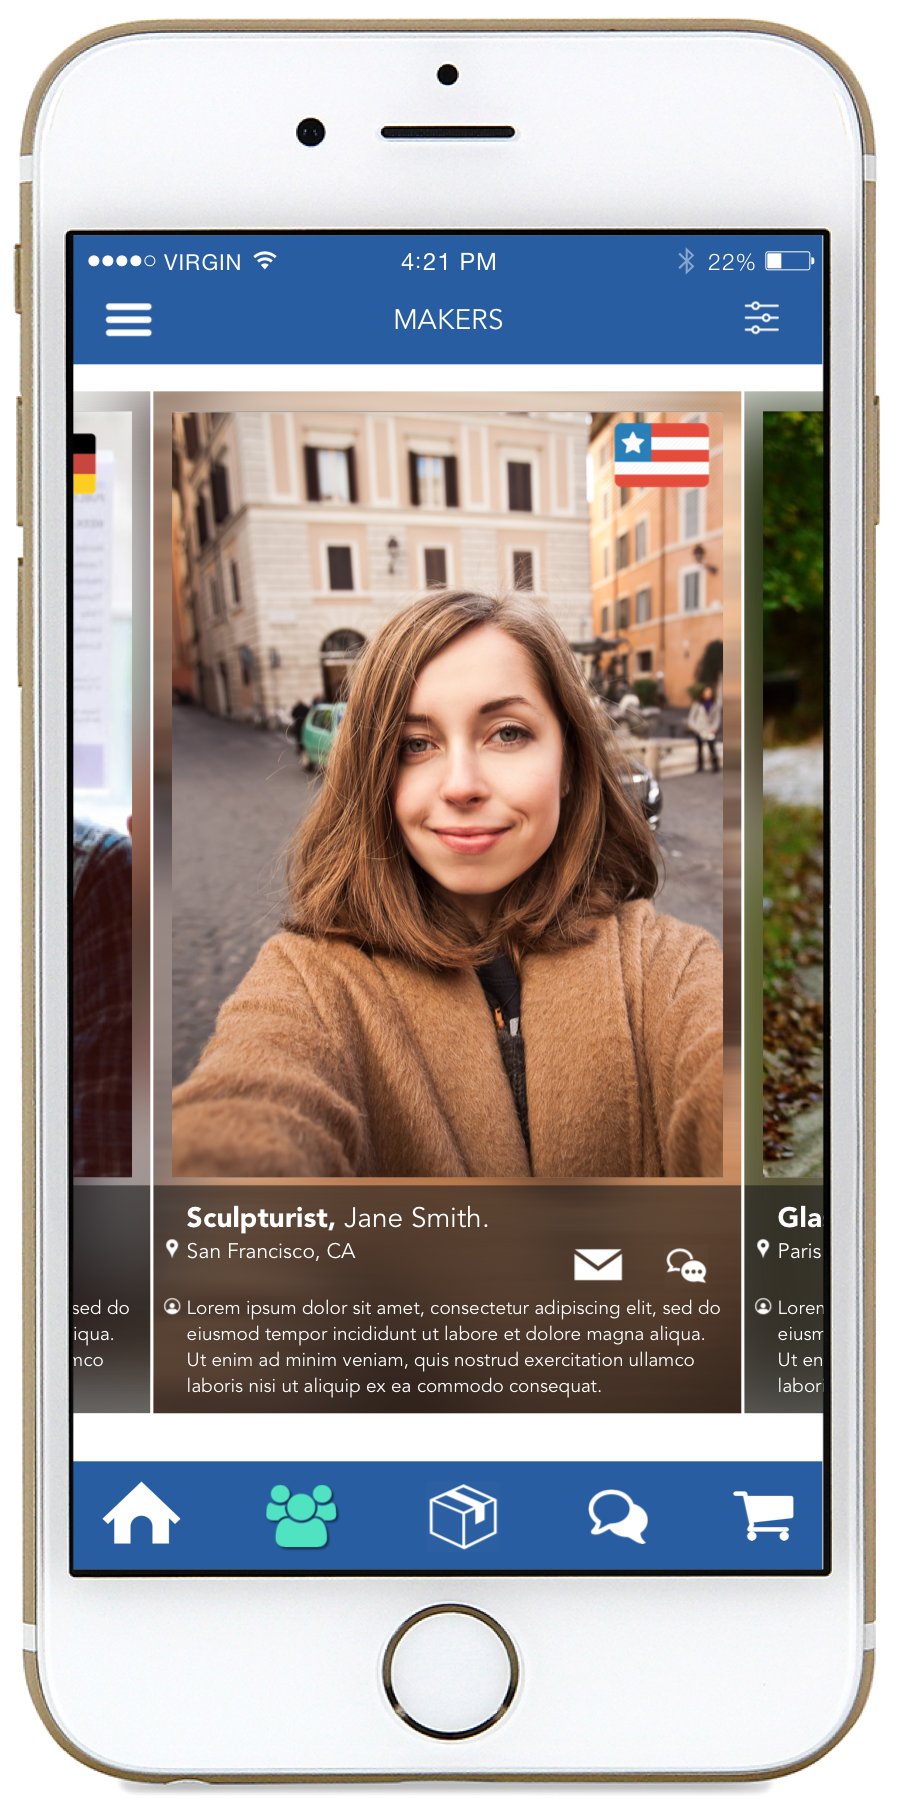 VIRGIN
4:21 PM
22%
MAKERS
Sculpturist, Jane Smith.
San Francisco, CA
Lorem ipsum dolor sit amet, consectetur adipiscing elit, sed do
eiusmod tempor incididunt ut labore et dolore magna aliqua.
Ut enim ad minim veniam, quis nostrud exercitation ullamco
laboris nisi ut aliquip ex ea commodo consequat.
sed do
iqua.
mco
Gla
Paris
Loren
eiusm
Ut en
labori